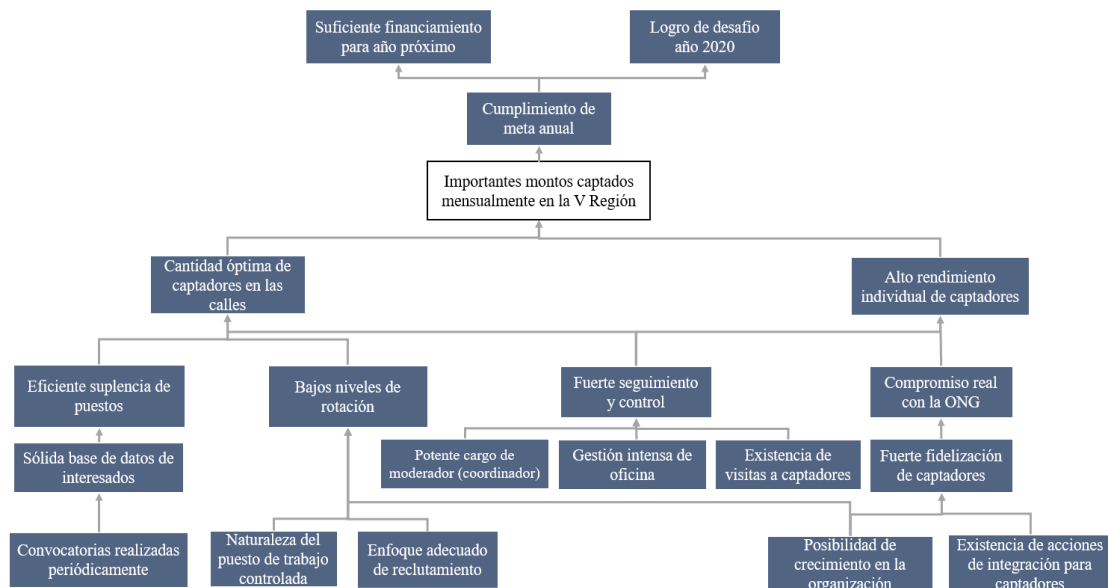 Suficiente financiamiento
para año próximo
Logro de desafío
año 2020
Cumplimiento de
meta anual
Importantes montos captados
mensualmente en la V Región
Cantidad óptima de
captadores en las
calles
Alto rendimiento
individual de captadores
Eficiente suplencia de
puestos
Bajos niveles de
rotación
Fuerte seguimiento
y control
Compromiso real
con la ONG
Sólida base de datos de
interesados
Potente cargo de
moderador (coordinador)
Gestión intensa de
oficina
Existencia de
visitas a captadores
Fuerte fidelización
de captadores
Convocatorias realizadas
periódicamente
Naturaleza del
puesto de trabajo
controlada
Enfoque adecuado
de reclutamiento
Posibilidad de
crecimiento en la
organización
Existencia de acciones
de integración para
captadores